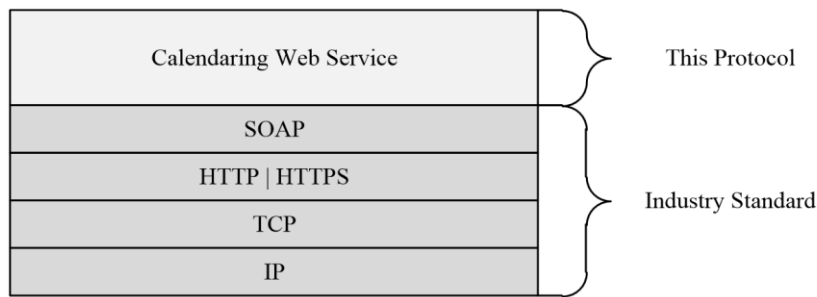 Calendaring Web Service
This Protocol
SOAP
HTTP | HTTPS
TCP
IP
Industry Standard